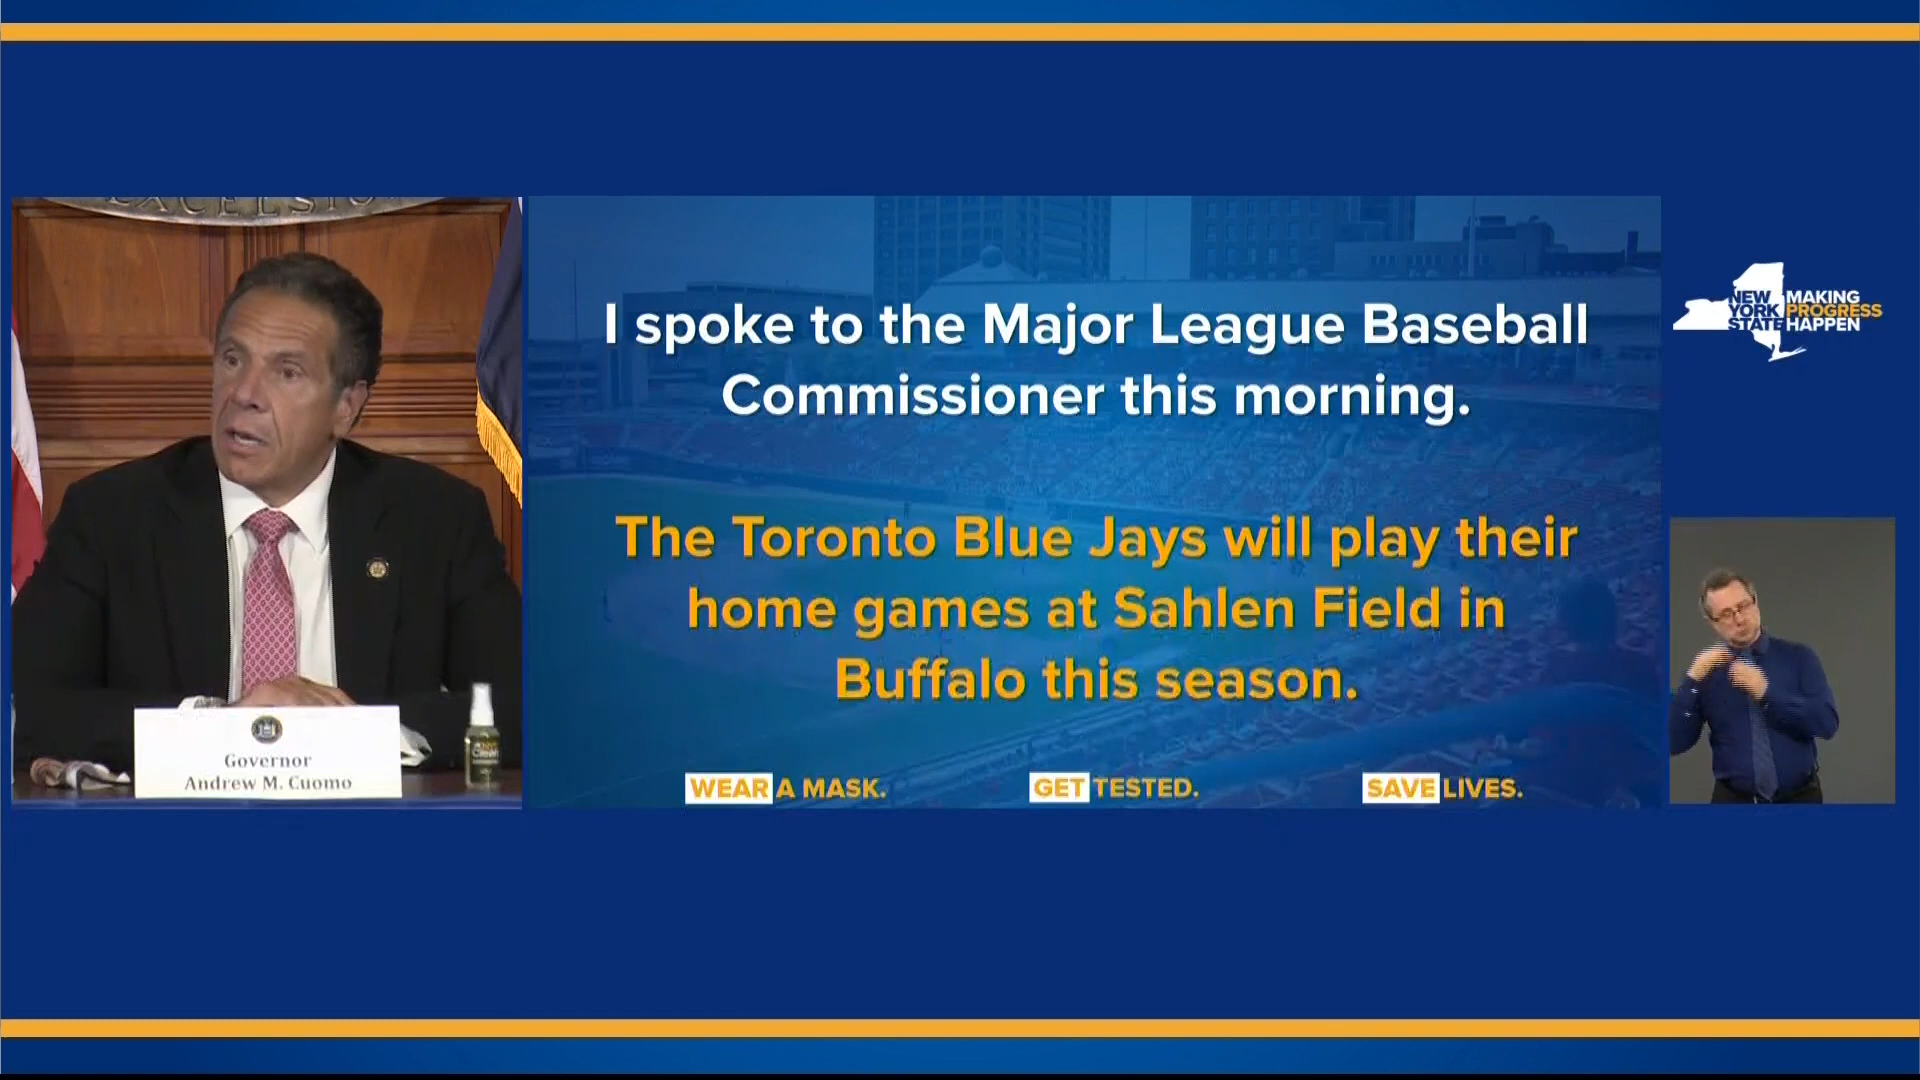 EXCELSIO
I spoke to the Major League Baseball
Commissioner this morning.
The Toronto Blue Jays will play their
home games at Sahlen Field in
Buffalo this season.
WEAR A MASK. GET TESTED. SAVE LIVES.
Governor
Andrew M. Cuomo
Clean
NEW YORK STATE
MAKING PROGRESS HAPPEN